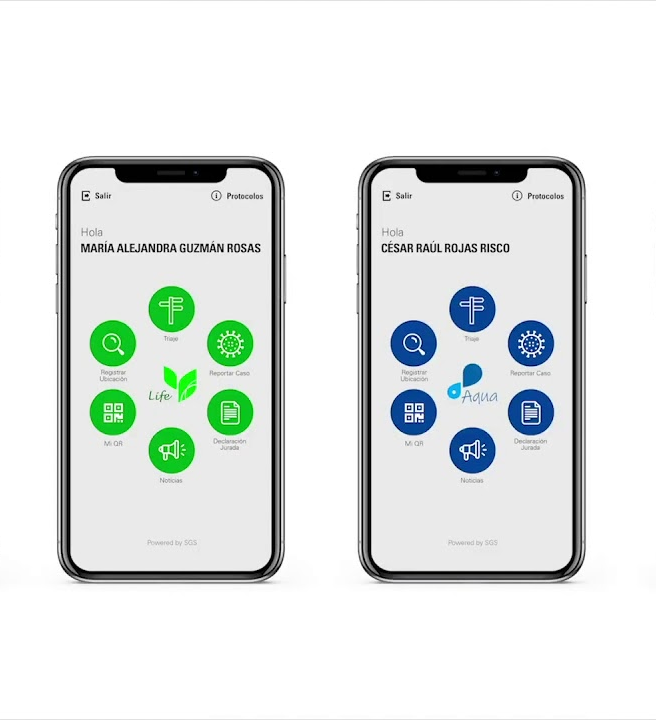 Salir
Protocolos
Hola
MARÍA ALEJANDRA GUZMÁN ROSAS
Triaje
Registrar
Ubicación
Reportar Caso
Life
Mi QR
Declaración
Jurada
Noticias
Powered by SGS
Salir
Protocolos
Hola
CÉSAR RAÚL ROJAS RISCO
Triaje
Registrar
Ubicación
Reportar Caso
Aqua
Mi QR
Declaración
Jurada
Noticias
Powered by SGS